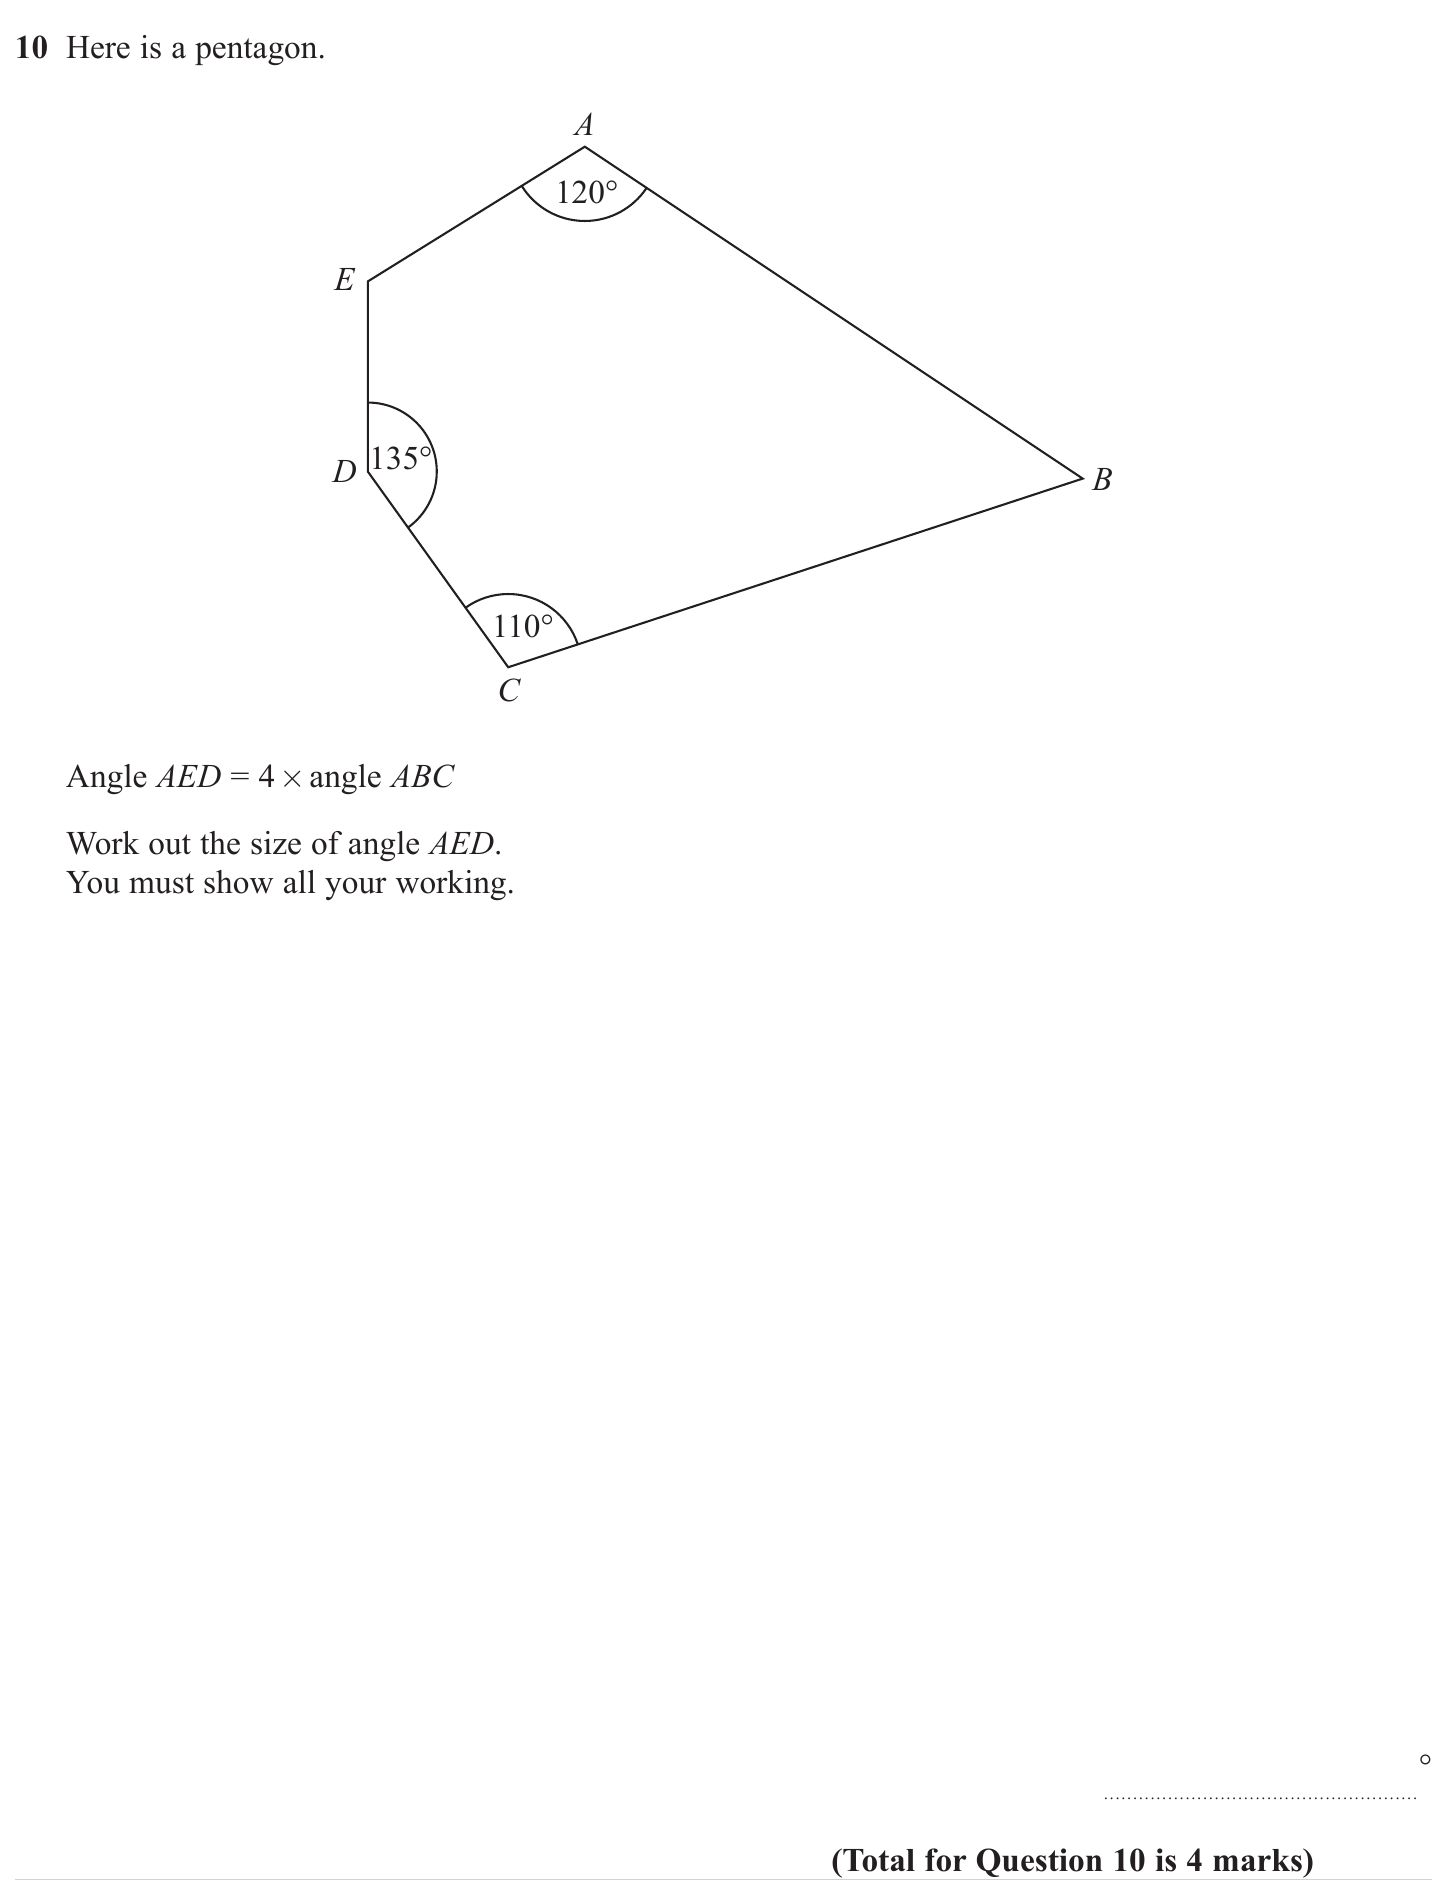 10 Here is a pentagon.
A
120°
E
135°
D
B
110°
C
Angle AED = 4 × angle ABC
Work out the size of angle AED.
You must show all your working.
°
(Total for Question 10 is 4 marks)